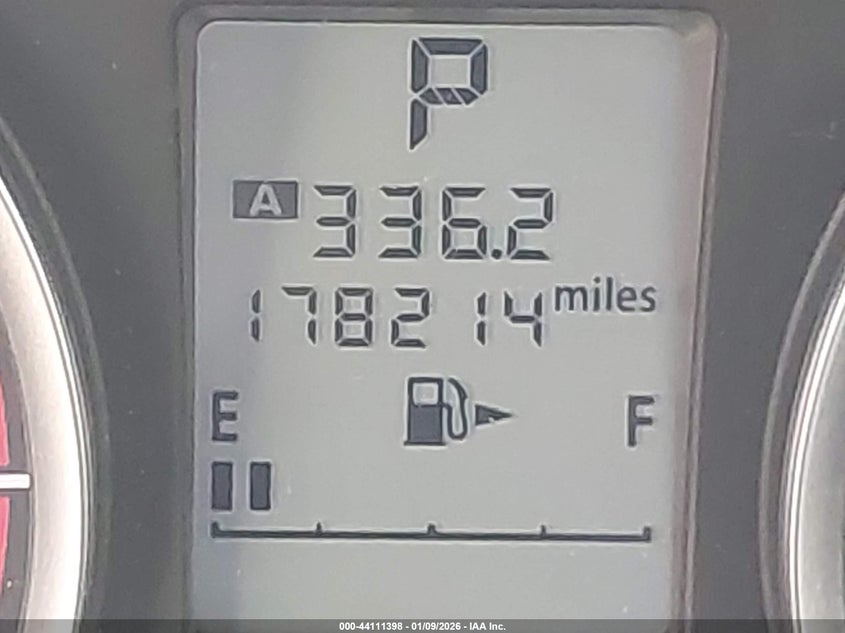 P
A 336.2
178214 miles
E F
000-44111398 - 01/09/2026 - IAA Inc.